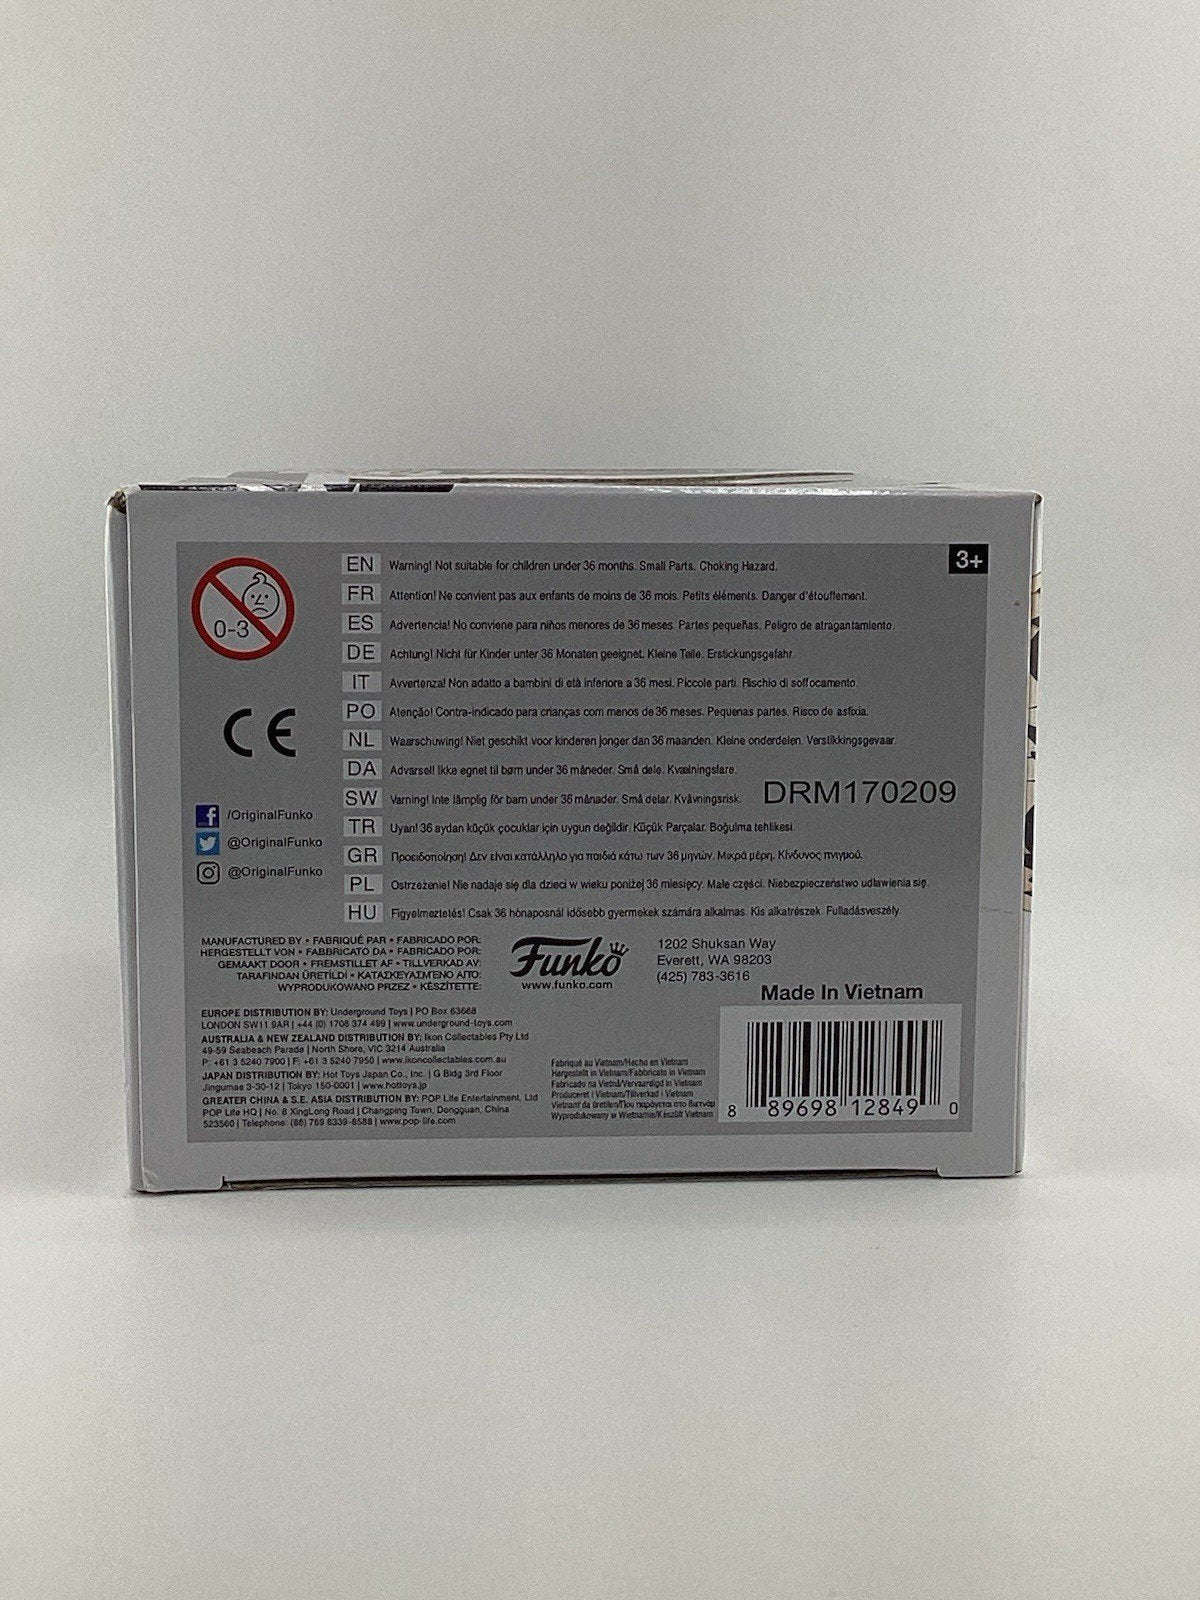 3+
0-3
EN Warning! Not suitable for children under 36 months. Small Parts. Choking Hazard.
FR Attention! Ne convient pas aux enfants de moins de 36 mois. Petits éléments. Danger d'étouffement.
ES Advertencia! No conviene para niños menores de 36 meses. Partes pequeñas. Peligro de atragantamiento.
DE Achtung! Nicht für Kinder unter 36 Monaten geeignet. Kleine Teile. Erstickungsgefahr.
IT Avvertenza! Non adatto a bambini di età inferiore a 36 mesi. Piccole parti. Rischio di soffocamento.
PO Atenção! Contra-indicado para crianças com menos de 36 meses. Pequenas partes. Risco de asfixia.
NL Waarschuwing! Niet geschikt voor kinderen jonger dan 36 maanden. Kleine onderdelen. Verstikkingsgevaar.
DA Advarsel! Ikke egnet til børn under 36 måneder. Små dele. Kvælningsfare.
SW Varning! Inte lämplig för barn under 36 månader. Små delar. Kvävningsrisk.
TR Uyarı! 36 aydan küçük çocuklar için uygun değildir. Küçük Parçalar. Boğulma tehlikesi.
GR Προειδοποίηση! Δεν είναι κατάλληλο για παιδιά κάτω των 36 μηνών. Μικρά μέρη. Κίνδυνος πνιγμού.
PL Ostrzeżenie! Nie nadaje się dla dzieci w wieku poniżej 36 miesięcy. Małe części. Niebezpieczeństwo udławienia się.
HU Figyelmeztetés! Csak 36 hónaposnál idősebb gyermekek számára alkalmas. Kis alkatrészek. Fulladásveszély.
DRM170209
CE
/OriginalFunko
@OriginalFunko
@OriginalFunko
MANUFACTURED BY • FABRIQUÉ PAR • FABRICADO POR:
HERGESTELLT VON • FABBRICATO DA • FABRICADO POR:
GEMAAKT DOOR • FREMSTILLET AF • TILLVERKAD AV:
TARAFINDAN ÜRETİLDİ • ΚΑΤΑΣΚΕΥΑΣΜΈΝΟ ΑΠΌ:
WYPRODUKOWANO PRZEZ • KÉSZÍTETTE:
Funko
www.funko.com
1202 Shuksan Way
Everett, WA 98203
(425) 783-3616
Made In Vietnam
EUROPE DISTRIBUTION BY: Underground Toys | PO Box 63668
LONDON SW11 9AR | +44 (0) 1708 374 499 | www.underground-toys.com
AUSTRALIA & NEW ZEALAND DISTRIBUTION BY: Ikon Collectables Pty Ltd
49-59 Seabeach Parade | North Shore, VIC 3214 Australia
P: +61 3 5240 7900 | F: +61 3 5240 7950 | www.ikoncollectables.com.au
JAPAN DISTRIBUTION BY: Hot Toys Japan Co., Inc. | G Bldg 3rd Floor
Jingumae 3-30-12 | Tokyo 150-0001 | www.hottoys.jp
GREATER CHINA & S.E. ASIA DISTRIBUTION BY: POP Life Entertainment, Ltd
POP Life HQ | No. 8 XingLong Road | Changping Town, Dongguan, China
523560 | Telephone: (86) 769 8339-8588 | www.pop-life.com
Fabriqué au Vietnam/Hecho en Vietnam
Hergestellt in Vietnam/Fabbricato in Vietnam
Fabricado na Vietnã/Vervaardigd in Vietnam
Produceret i Vietnam/Tillverkad i Vietnam
Vietnam'da üretilen/Που παράγεται στο Βιετνάμ
Wyprodukowany w Wietnamie/Készült Vietnam
8 89698 12849 0